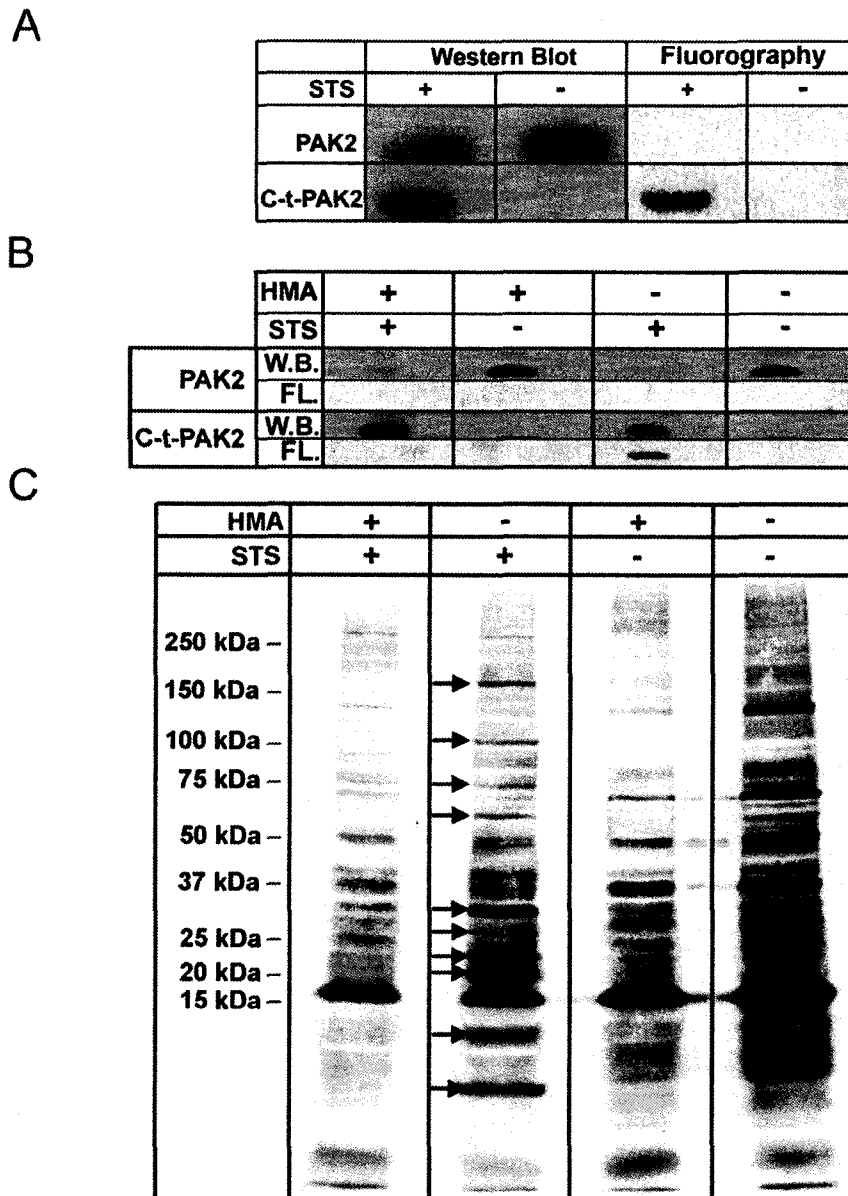 A
Western Blot Fluorography
STS + - + -
PAK2
C-t-PAK2
B
HMA + + - -
STS + - + -
PAK2 W.B.
FL.
C-t-PAK2 W.B.
FL.
C
HMA + - + -
STS + + - -
250 kDa –
150 kDa –
100 kDa –
75 kDa –
50 kDa –
37 kDa –
25 kDa –
20 kDa –
15 kDa –